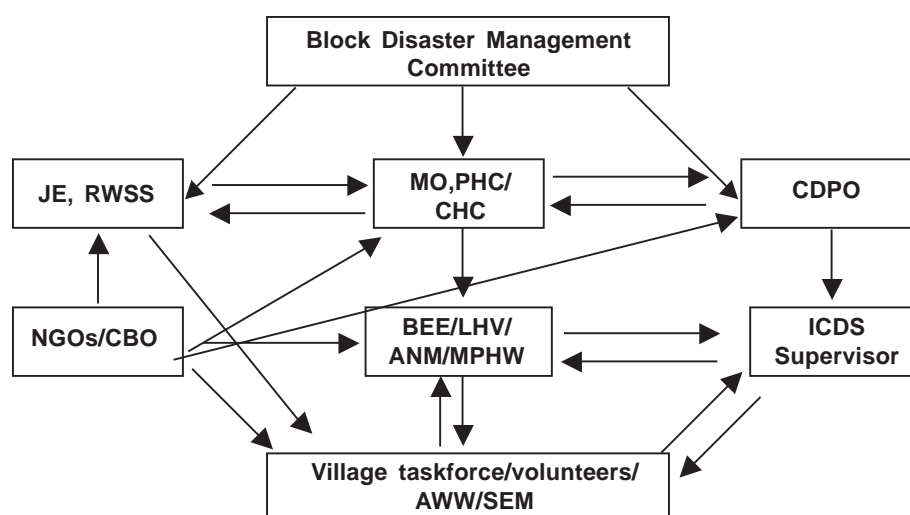 Block Disaster Management
Committee
JE, RWSS
MO,PHC/
CHC
CDPO
NGOs/CBO
BEE/LHV/
ANM/MPHW
ICDS
Supervisor
Village taskforce/volunteers/
AWW/SEM